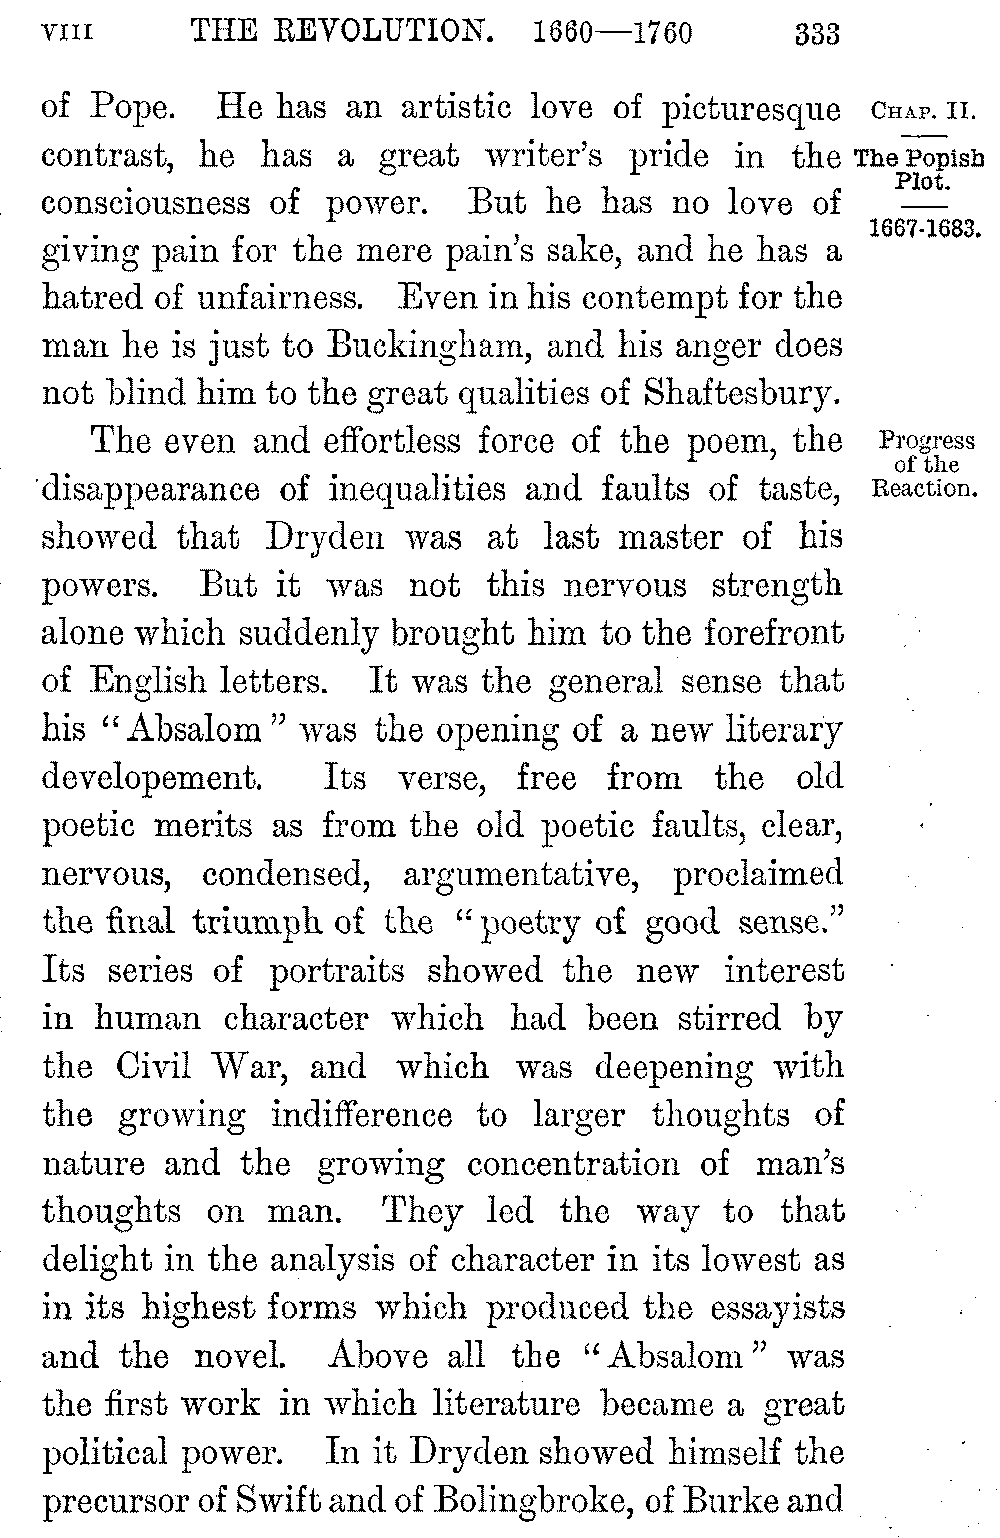 VIII THE REVOLUTION. 1660—1760 333
of Pope. He has an artistic love of picturesque
contrast, he has a great writer's pride in the
consciousness of power. But he has no love of
giving pain for the mere pain's sake, and he has a
hatred of unfairness. Even in his contempt for the
man he is just to Buckingham, and his anger does
not blind him to the great qualities of Shaftesbury.
CHAP. II.
The Popish
Plot.
1667-1683.
The even and effortless force of the poem, the
disappearance of inequalities and faults of taste,
showed that Dryden was at last master of his
powers. But it was not this nervous strength
alone which suddenly brought him to the forefront
of English letters. It was the general sense that
his “Absalom” was the opening of a new literary
developement. Its verse, free from the old
poetic merits as from the old poetic faults, clear,
nervous, condensed, argumentative, proclaimed
the final triumph of the “poetry of good sense.”
Its series of portraits showed the new interest
in human character which had been stirred by
the Civil War, and which was deepening with
the growing indifference to larger thoughts of
nature and the growing concentration of man's
thoughts on man. They led the way to that
delight in the analysis of character in its lowest as
in its highest forms which produced the essayists
and the novel. Above all the “Absalom” was
the first work in which literature became a great
political power. In it Dryden showed himself the
precursor of Swift and of Bolingbroke, of Burke and
Progress
of the
Reaction.